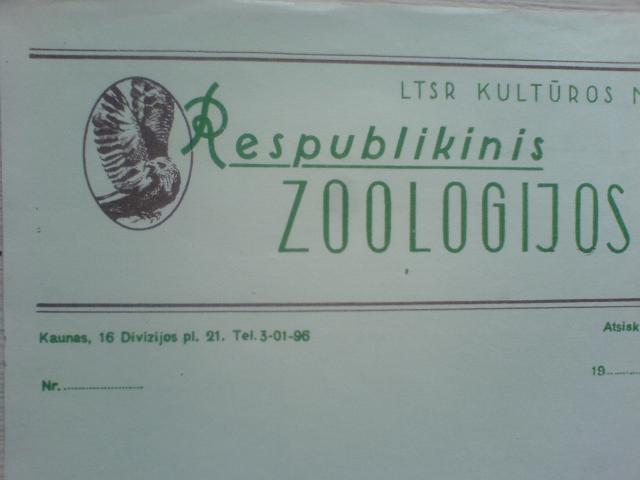 LTSR KULTŪROS
Respublikinis
ZOOLOGIJOS
Kaunas, 16 Divizijos pl. 21. Tel. 3-01-96
Atsisk
Nr.
19